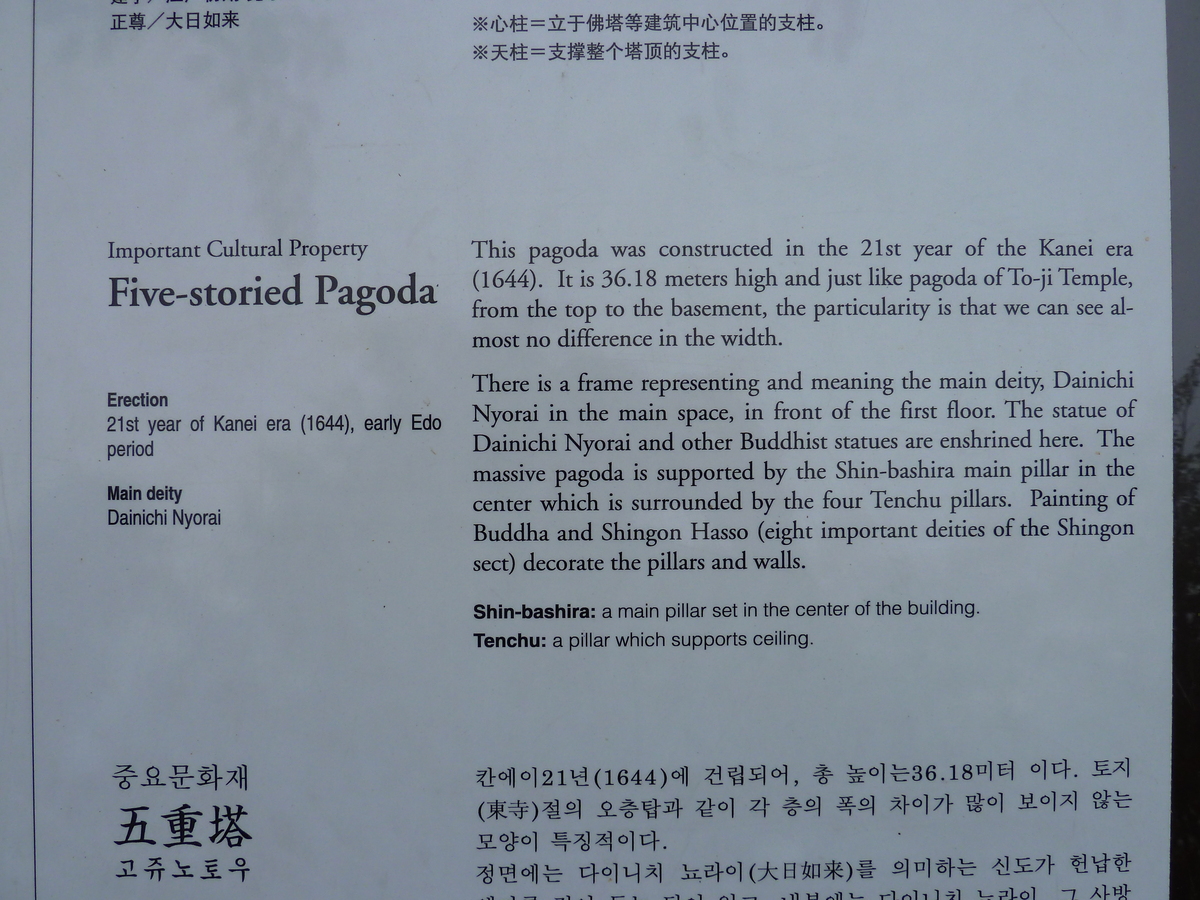 正尊／大日如来
※心柱＝立于佛塔等建筑中心位置的支柱。
※天柱＝支撑整个塔顶的支柱。
Important Cultural Property
Five-storied Pagoda
Erection
21st year of Kanei era (1644), early Edo
period
Main deity
Dainichi Nyorai
This pagoda was constructed in the 21st year of the Kanei era
(1644). It is 36.18 meters high and just like pagoda of To-ji Temple,
from the top to the basement, the particularity is that we can see al-
most no difference in the width.
There is a frame representing and meaning the main deity, Dainichi
Nyorai in the main space, in front of the first floor. The statue of
Dainichi Nyorai and other Buddhist statues are enshrined here. The
massive pagoda is supported by the Shin-bashira main pillar in the
center which is surrounded by the four Tenchu pillars. Painting of
Buddha and Shingon Hasso (eight important deities of the Shingon
sect) decorate the pillars and walls.
Shin-bashira: a main pillar set in the center of the building.
Tenchu: a pillar which supports ceiling.
중요문화재
五重塔
고쥬노토우
칸에이21년(1644)에 건립되어, 총 높이는36.18미터 이다. 토지
(東寺)절의 오층탑과 같이 각 층의 폭의 차이가 많이 보이지 않는
모양이 특징적이다.
정면에는 다이니치 뇨라이(大日如来)를 의미하는 신도가 헌납한